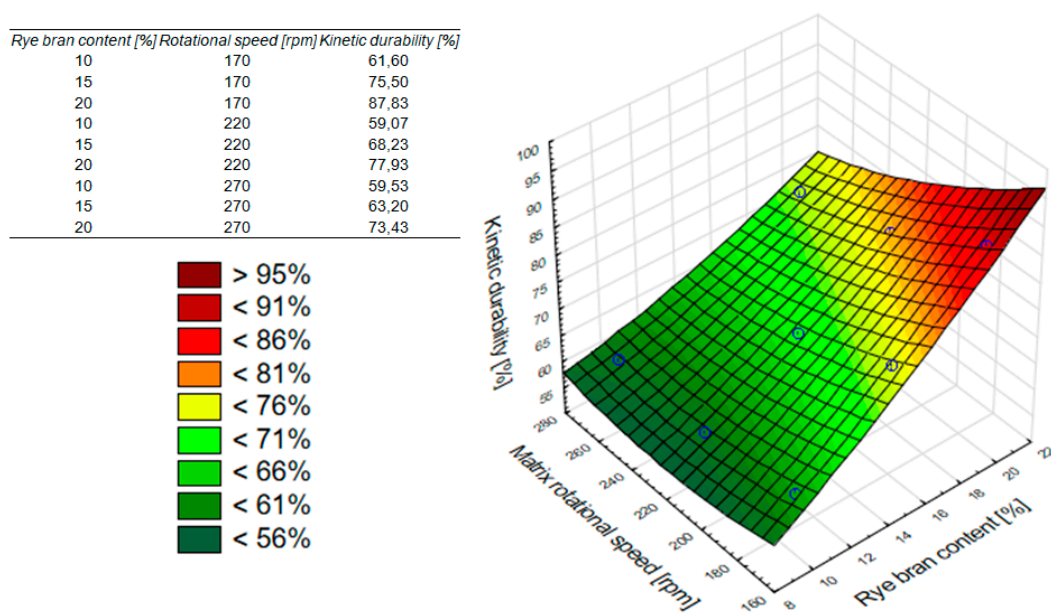 Rye bran content [%] Rotational speed [rpm] Kinetic durability [%]
10 170 61,60
15 170 75,50
20 170 87,83
10 220 59,07
15 220 68,23
20 220 77,93
10 270 59,53
15 270 63,20
20 270 73,43
> 95%
< 91%
< 86%
< 81%
< 76%
< 71%
< 66%
< 61%
< 56%
Kinetic durability [%]
100
95
90
85
80
75
70
65
60
55
280
260
240
220
200
180
160
Matrix rotational speed [rpm]
8
10
12
14
16
18
20
22
Rye bran content [%]